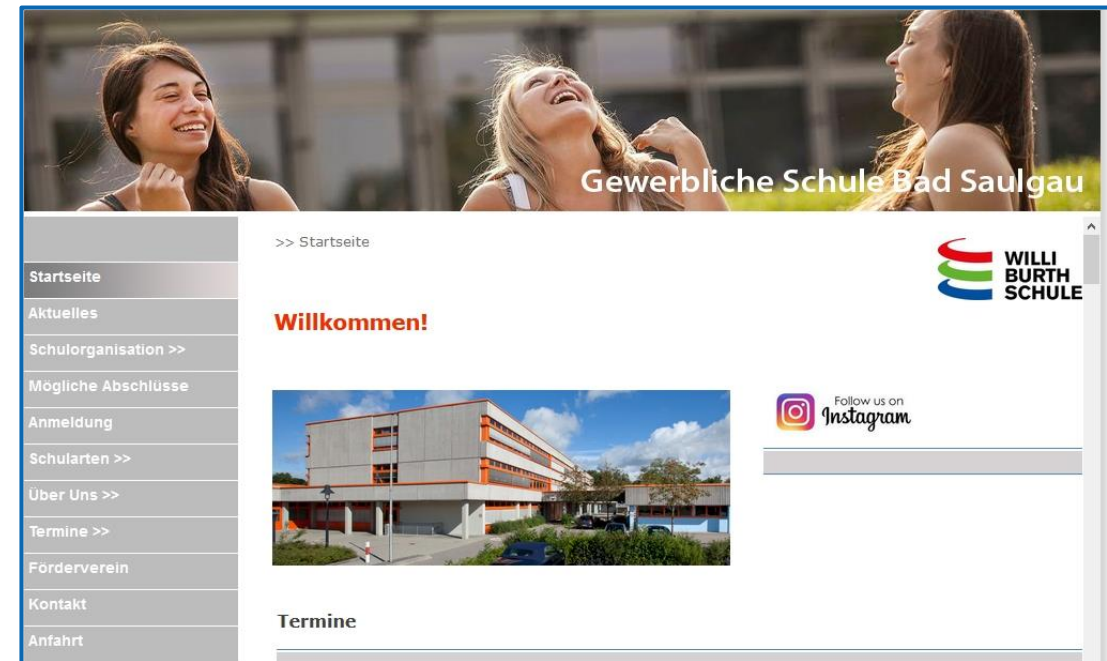 Gewerbliche Schule Bad Saulgau
>> Startseite
WILLI
BURTH
SCHULE
Startseite
Aktuelles
Schulorganisation >>
Mögliche Abschlüsse
Anmeldung
Schularten >>
Über Uns >>
Termine >>
Förderverein
Kontakt
Anfahrt
Willkommen!
Follow us on
Instagram
Termine